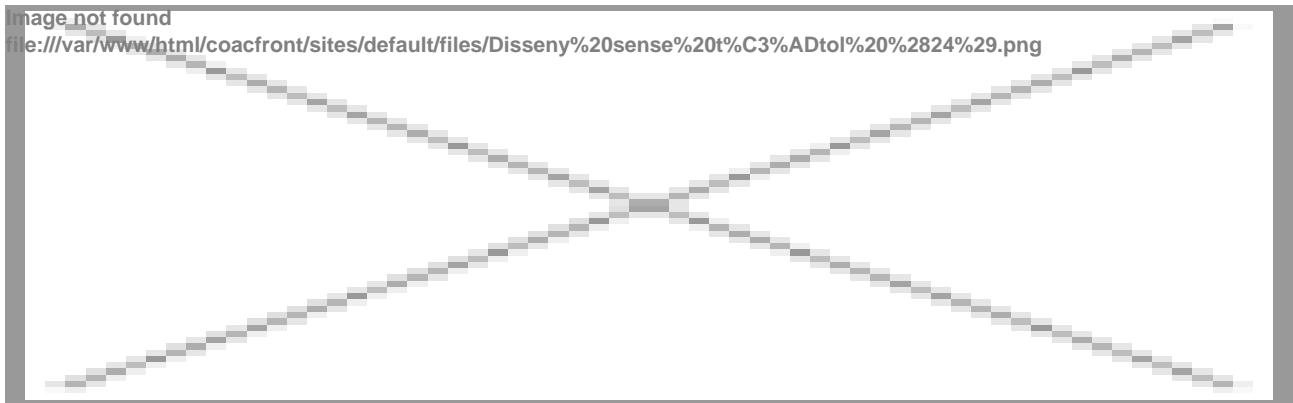 Image not found
file:///var/www/html/coacfront/sites/default/files/Disseny%20sense%20t%C3%ADtol%20%2824%29.png